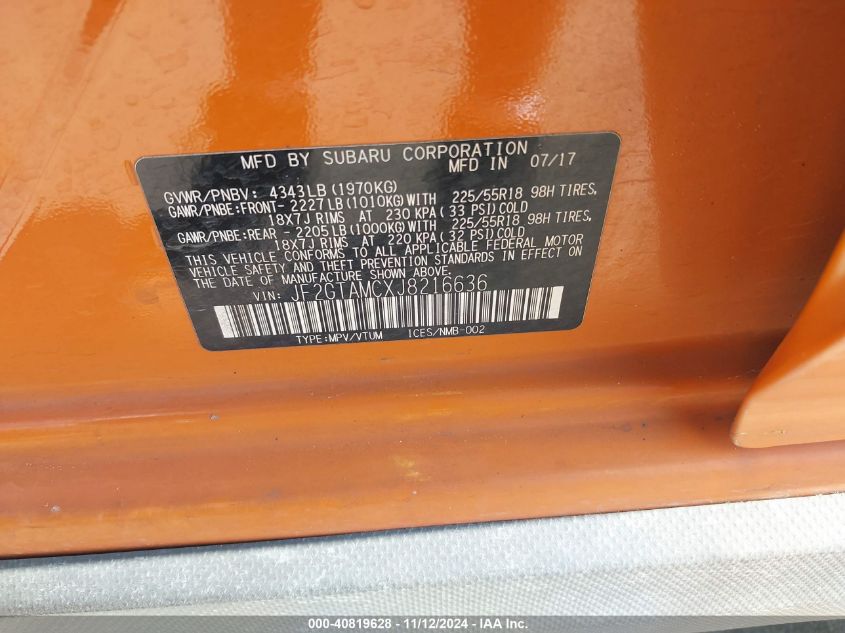 MFD BY SUBARU CORPORATION
MFD IN 07/17
GVWR/PNBV: 4343LB(1970KG)
GAWR/PNBE:FRONT- 2227LB(1010KG)WITH 225/55R18 98H TIRES,
18X7J RIMS AT 230 KPA(33 PSI)COLD
GAWR/PNBE:REAR - 2205LB(1000KG)WITH 225/55R18 98H TIRES,
18X7J RIMS AT 220 KPA(32 PSI)COLD
THIS VEHICLE CONFORMS TO ALL APPLICABLE FEDERAL MOTOR
VEHICLE SAFETY AND THEFT PREVENTION STANDARDS IN EFFECT ON
THE DATE OF MANUFACTURE SHOWN ABOVE.
VIN: JF2GTAMCXJ8216636
TYPE:MPV/VTUM ICES/NMB-002
000-40819628 - 11/12/2024 - IAA Inc.